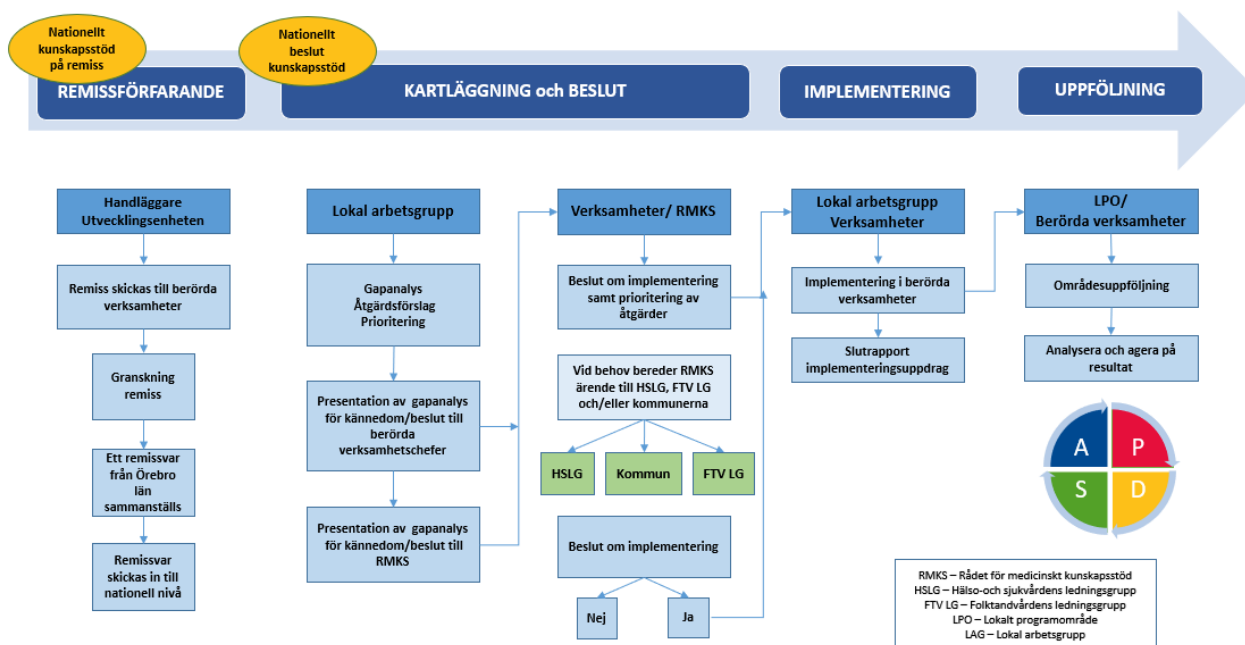 Nationellt
kunskapsstöd
på remiss
Nationellt
beslut
kunskapsstöd
REMISSFÖRFARANDE
KARTLÄGGNING och BESLUT
IMPLEMENTERING
UPPFÖLJNING
Handläggare
Utvecklingsenheten
Remiss skickas till berörda
verksamheter
Granskning
remiss
Ett remissvar
från Örebro
län
sammanställs
Remissvar
skickas in till
nationell nivå
Lokal arbetsgrupp
Gapanalys
Åtgärdsförslag
Prioritering
Presentation av gapanalys
för kännedom/beslut till
berörda
verksamhetschefer
Presentation av gapanalys
för kännedom/beslut till
RMKS
Verksamheter/ RMKS
Beslut om implementering
samt prioritering av
åtgärder
Vid behov bereder RMKS
ärende till HSLG, FTV LG
och/eller kommunerna
HSLG
Kommun
FTV LG
Beslut om implementering
Nej
Ja
Lokal arbetsgrupp
Verksamheter
Implementering i berörda
verksamheter
Slutrapport
implementeringsuppdrag
LPO/
Berörda verksamheter
Områdesuppföljning
Analysera och agera på
resultat
A
P
S
D
RMKS – Rådet för medicinskt kunskapsstöd
HSLG – Hälso-och sjukvårdens ledningsgrupp
FTV LG – Folktandvårdens ledningsgrupp
LPO – Lokalt programområde
LAG – Lokal arbetsgrupp